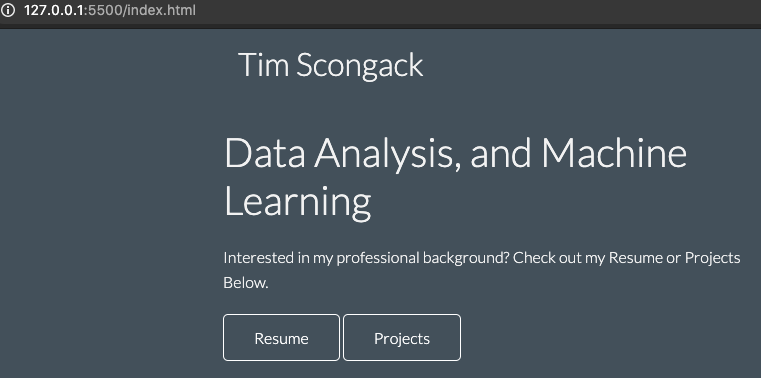 127.0.0.1:5500/index.html
Tim Scongack
Data Analysis, and Machine
Learning
Interested in my professional background? Check out my Resume or Projects
Below.
Resume
Projects